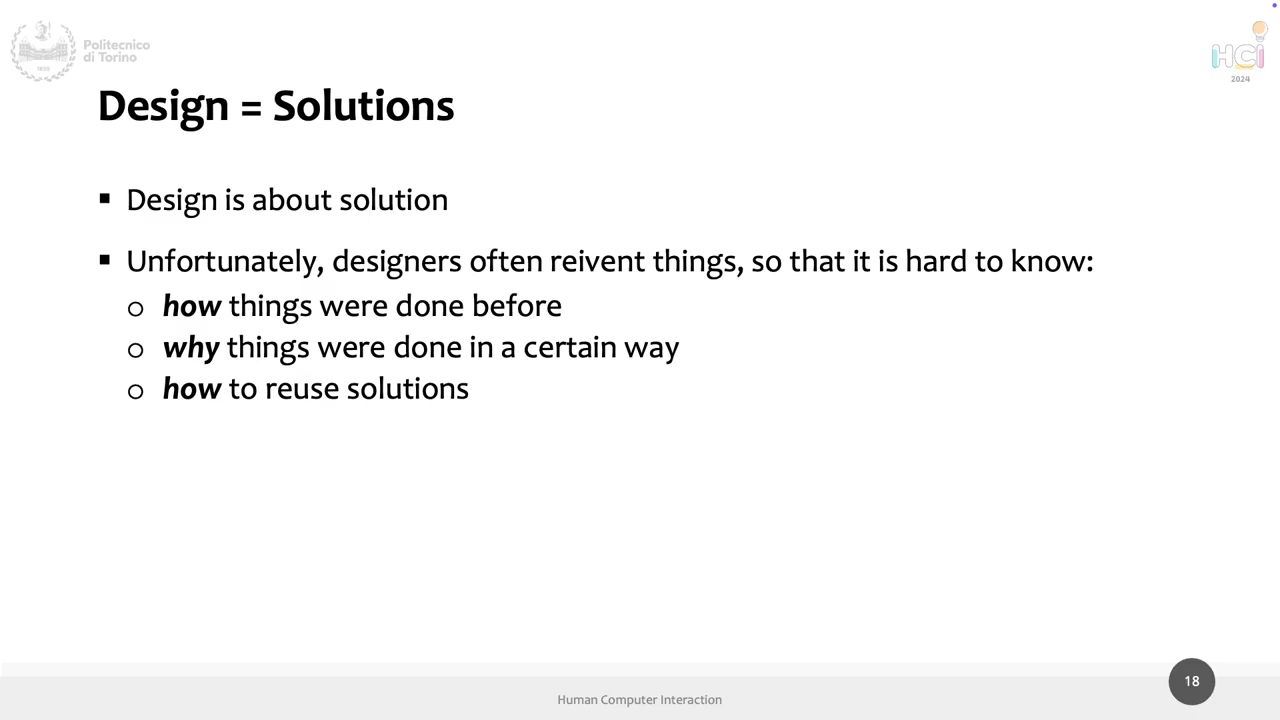 Politecnico
di Torino
1859
HCI
2024
Design = Solutions
▪ Design is about solution
▪ Unfortunately, designers often reivent things, so that it is hard to know:
o how things were done before
o why things were done in a certain way
o how to reuse solutions
Human Computer Interaction
18